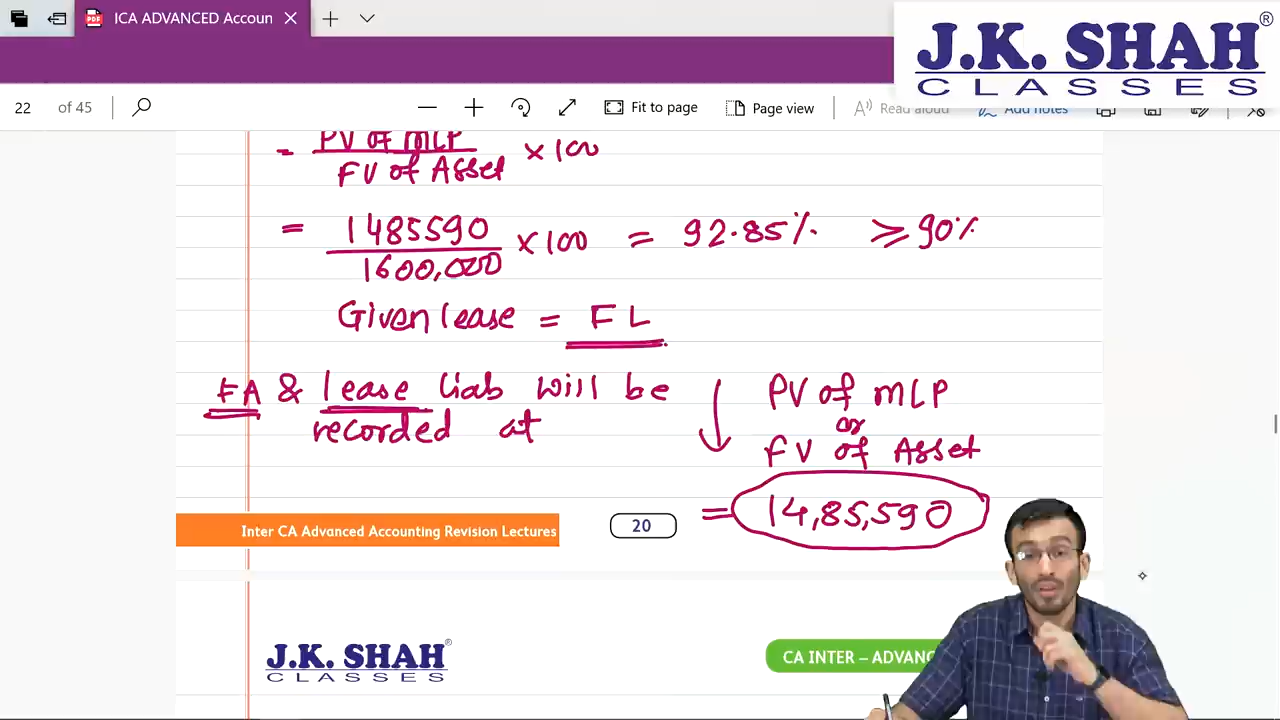 ICA ADVANCED Accoun
J.K. SHAH®
CLASSES
22 of 45
Fit to page
Page view
Read aloud
Add notes
= PV of MLP / FV of Asset × 100
= 1485590 / 1600,000 × 100 = 92.85% ≥ 90%
Given lease = FL
FA & lease liab will be
recorded at
PV of MLP
or
FV of Asset
= 14,85,590
Inter CA Advanced Accounting Revision Lectures
20
J.K. SHAH®
CLASSES
CA INTER – ADVANC